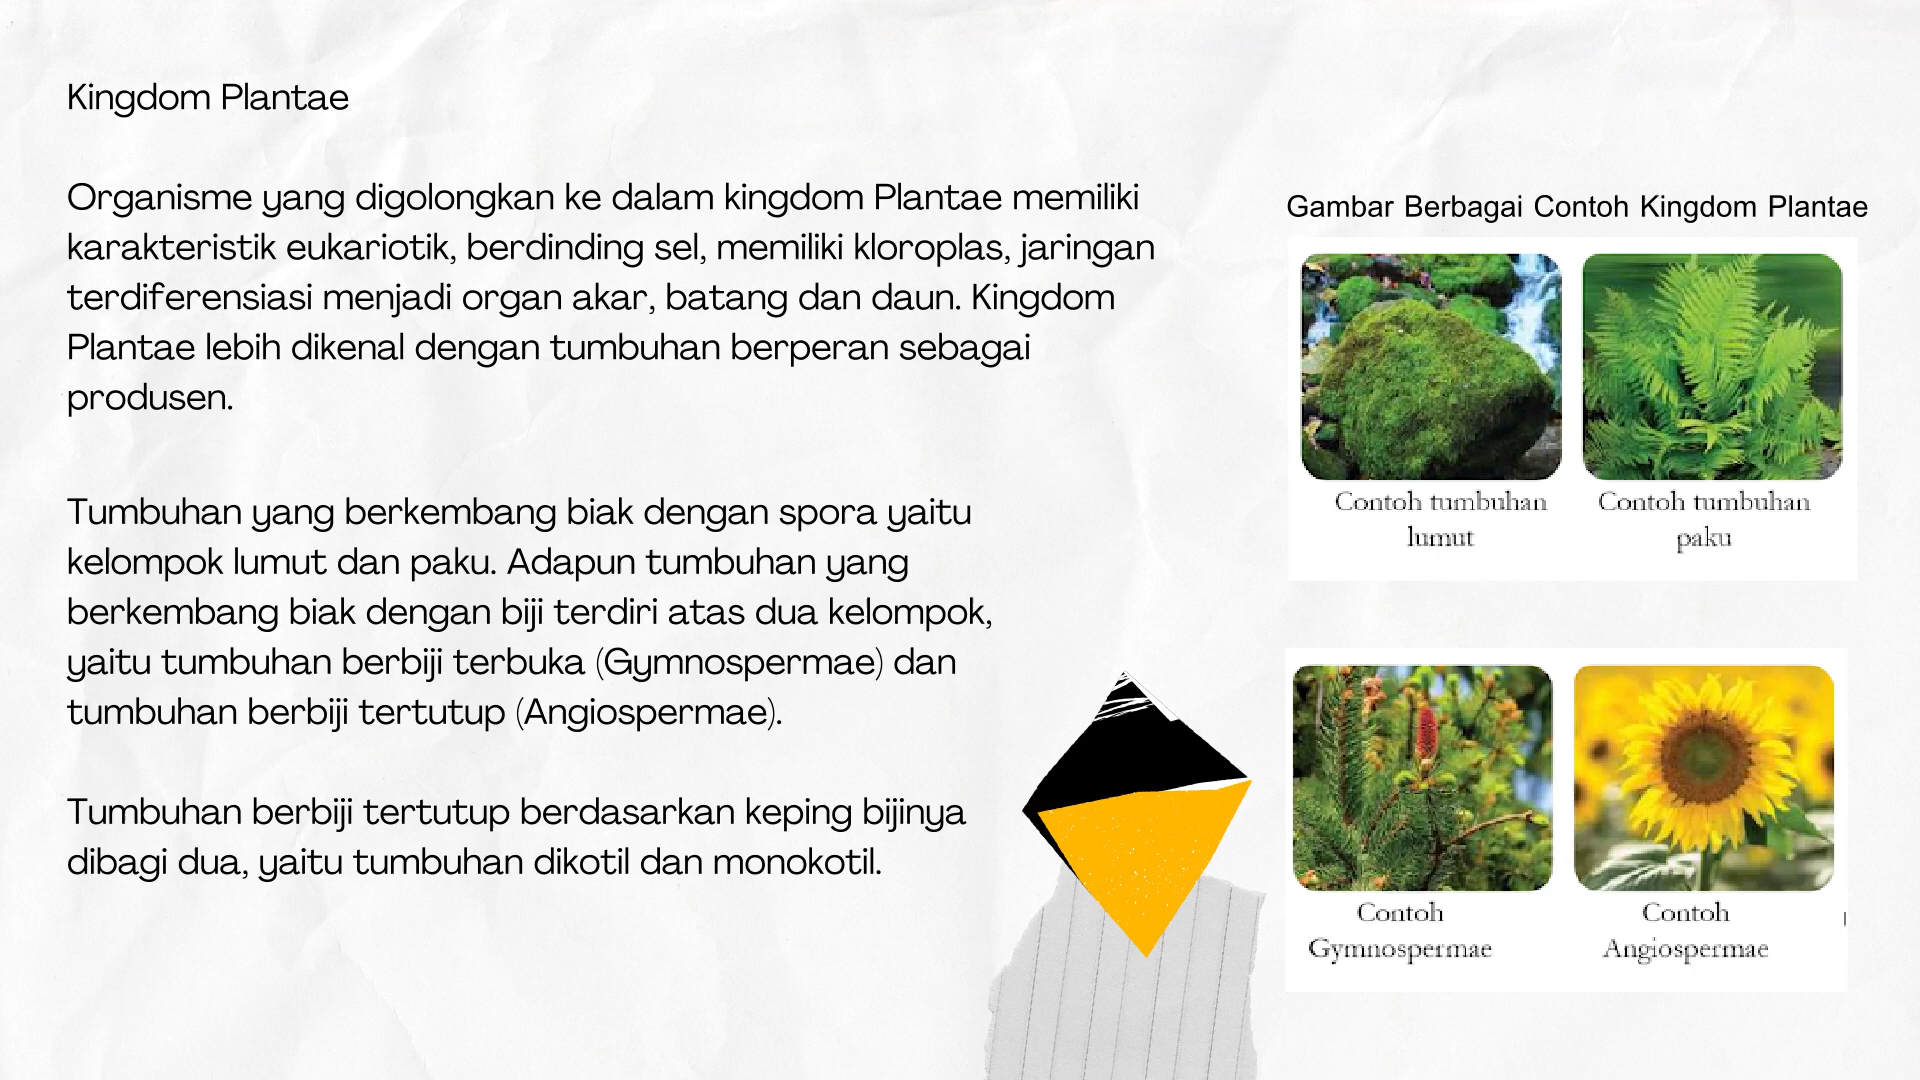 Kingdom Plantae
Organisme yang digolongkan ke dalam kingdom Plantae memiliki
karakteristik eukariotik, berdinding sel, memiliki kloroplas, jaringan
terdiferensiasi menjadi organ akar, batang dan daun. Kingdom
Plantae lebih dikenal dengan tumbuhan berperan sebagai
produsen.
Tumbuhan yang berkembang biak dengan spora yaitu
kelompok lumut dan paku. Adapun tumbuhan yang
berkembang biak dengan biji terdiri atas dua kelompok,
yaitu tumbuhan berbiji terbuka (Gymnospermae) dan
tumbuhan berbiji tertutup (Angiospermae).
Tumbuhan berbiji tertutup berdasarkan keping bijinya
dibagi dua, yaitu tumbuhan dikotil dan monokotil.
Gambar Berbagai Contoh Kingdom Plantae
Contoh tumbuhan
lumut
Contoh tumbuhan
paku
Contoh
Gymnospermae
Contoh
Angiospermae